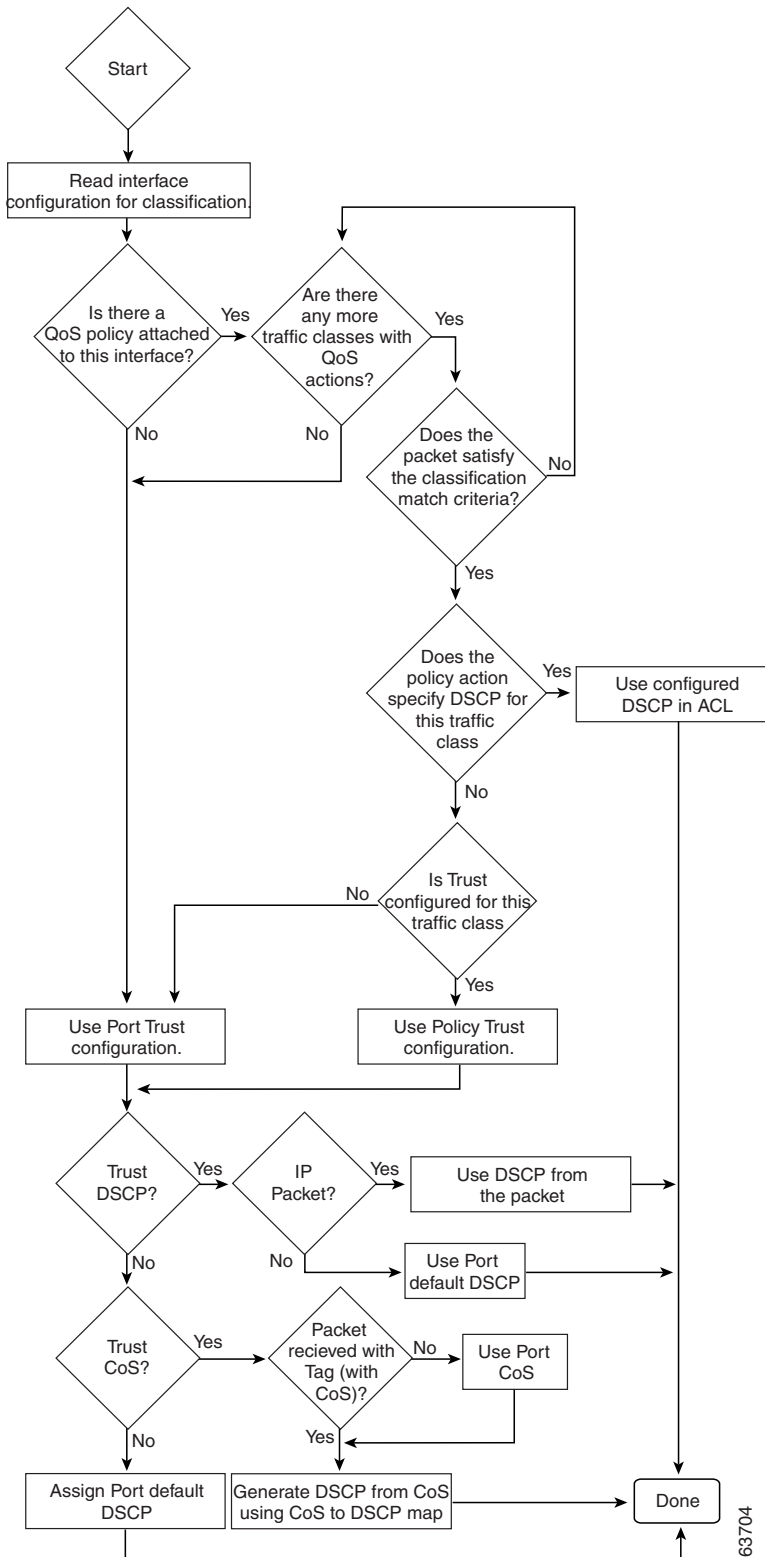 Start
Read interface
configuration for classification.
Is there a
QoS policy attached
to this interface?
Yes
No
Are there
any more
traffic classes with
QoS
actions?
Yes
No
Does the
packet satisfy
the classification
match criteria?
No
Yes
Does the
policy action
specify DSCP for
this traffic
class
Yes
Use configured
DSCP in ACL
No
Is Trust
configured for this
traffic class
No
Yes
Use Port Trust
configuration.
Use Policy Trust
configuration.
Trust
DSCP?
Yes
No
IP
Packet?
Yes
Use DSCP from
the packet
No
Use Port
default DSCP
Trust
CoS?
Yes
No
Packet
recieved with
Tag (with
CoS)?
No
Use Port
CoS
Yes
Assign Port default
DSCP
Generate DSCP from CoS
using CoS to DSCP map
Done
63704